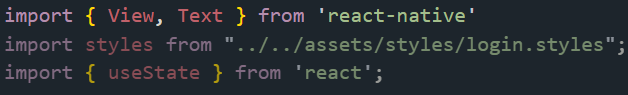 import { View, Text } from 'react-native'
import styles from "../../assets/styles/login.styles";
import { useState } from 'react';